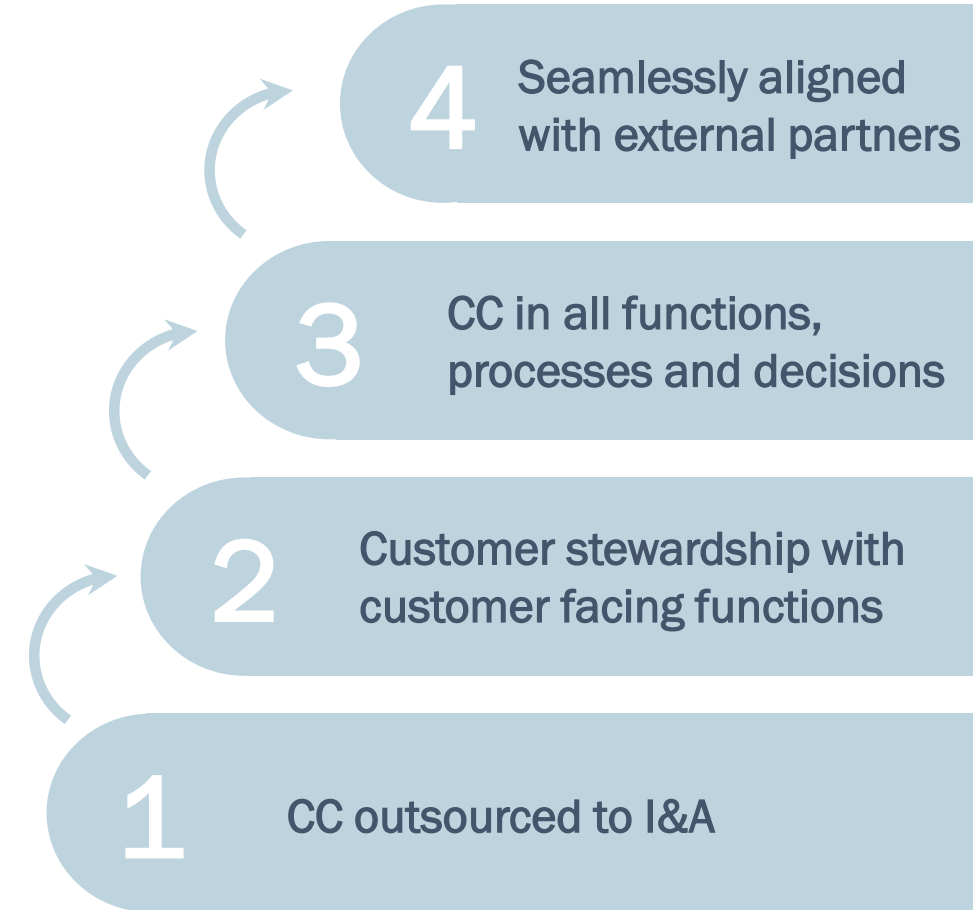 4
Seamlessly aligned
with external partners
3
CC in all functions,
processes and decisions
2
Customer stewardship with
customer facing functions
1
CC outsourced to I&A